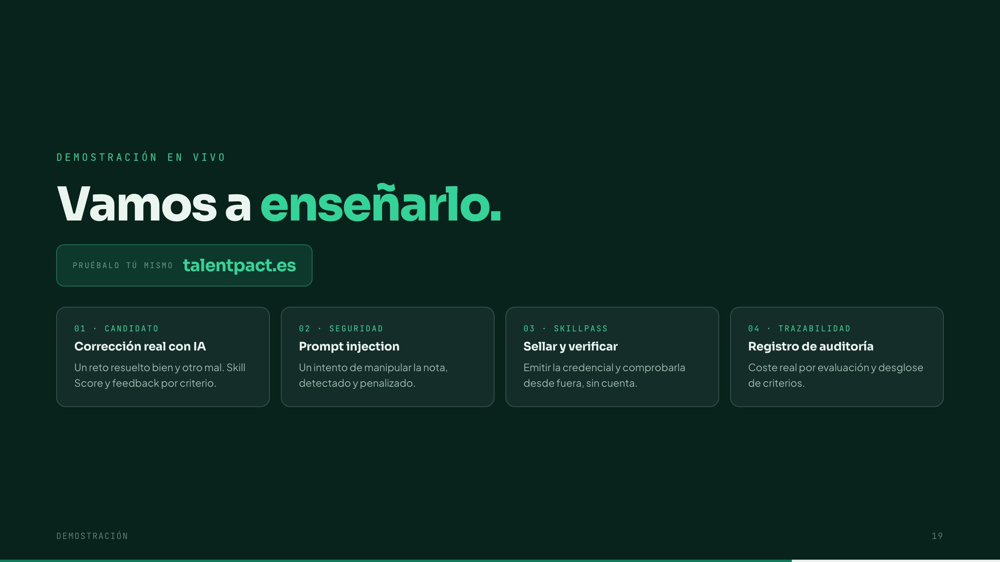 DEMOSTRACIÓN EN VIVO
Vamos a enseñarlo.
PRUÉBALO TÚ MISMO talentpact.es
01 · CANDIDATO
Corrección real con IA
Un reto resuelto bien y otro mal. Skill
Score y feedback por criterio.
02 · SEGURIDAD
Prompt injection
Un intento de manipular la nota,
detectado y penalizado.
03 · SKILLPASS
Sellar y verificar
Emitir la credencial y comprobarla
desde fuera, sin cuenta.
04 · TRAZABILIDAD
Registro de auditoría
Coste real por evaluación y desglose
de criterios.
DEMOSTRACIÓN
19